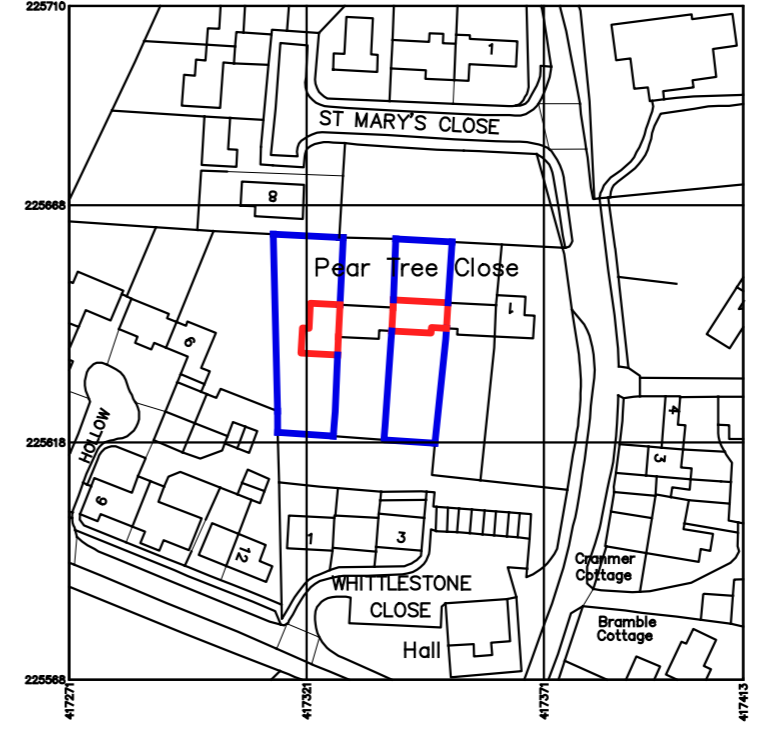 225710
1
ST MARY'S CLOSE
8
225668
Pear Tree Close
1
6
4
225618
HOLLOW
3
9
1
3
12
Cranmer
Cottage
WHITTLESTONE
CLOSE
Bramble
Cottage
Hall
225568
417271
417321
417371
417413